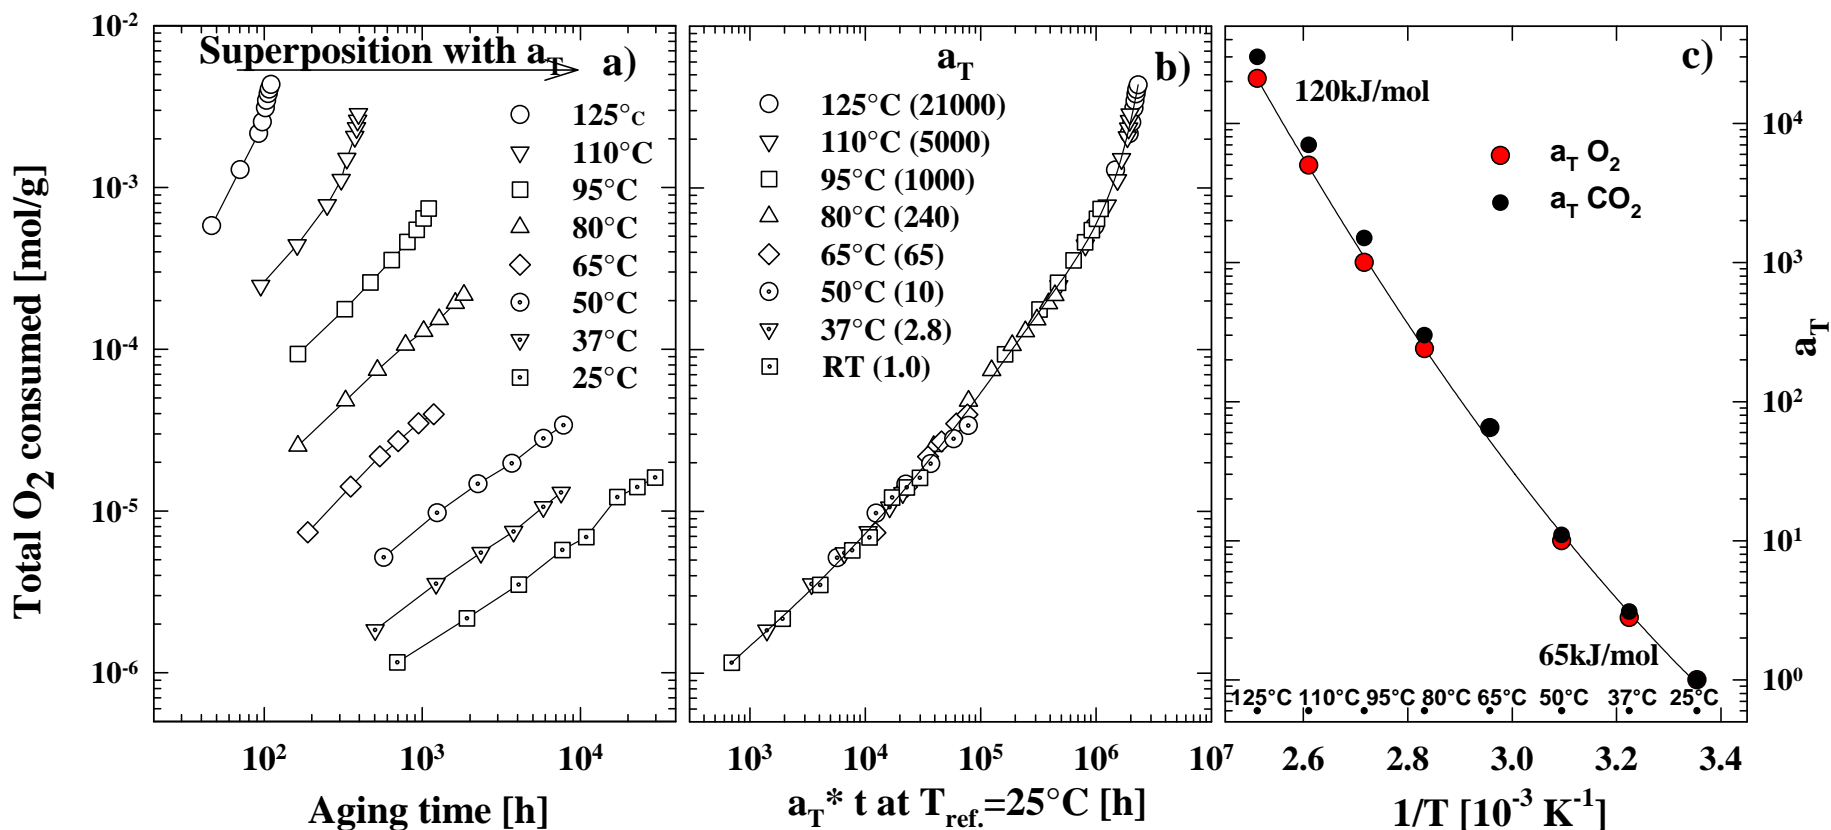 Total O2 consumed [mol/g]
10^-2
10^-3
10^-4
10^-5
10^-6
Superposition with a_T
a)
125°C
110°C
95°C
80°C
65°C
50°C
37°C
25°C
10^2
10^3
10^4
Aging time [h]
a_T
b)
125°C (21000)
110°C (5000)
95°C (1000)
80°C (240)
65°C (65)
50°C (10)
37°C (2.8)
RT (1.0)
10^3
10^4
10^5
10^6
10^7
a_T* t at T_ref.=25°C [h]
c)
120kJ/mol
a_T O_2
a_T CO_2
65kJ/mol
125°C 110°C 95°C 80°C 65°C 50°C 37°C 25°C
2.6
2.8
3.0
3.2
3.4
1/T [10^-3 K^-1]
10^4
10^3
10^2
10^1
10^0
a_T